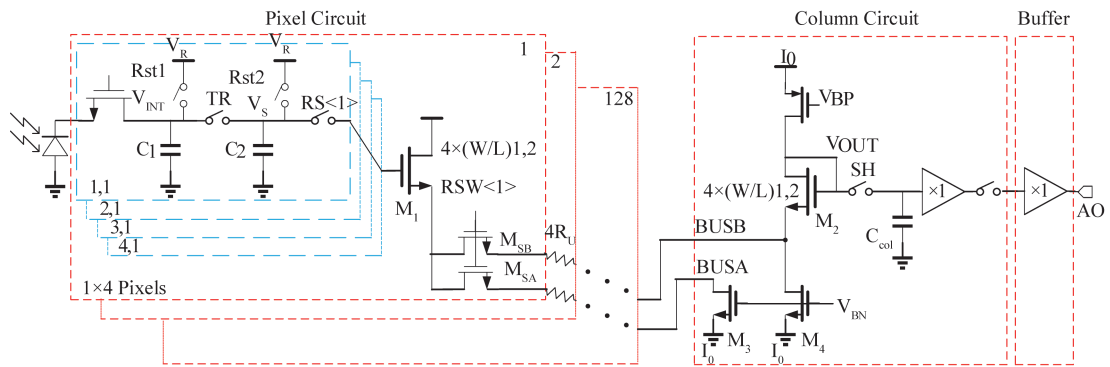 Pixel Circuit
Column Circuit
Buffer
1
2
128
V_R
V_R
Rst1
Rst2
V_INT
TR
V_S
RS<1>
C1
C2
1,1
2,1
3,1
4,1
1×4 Pixels
4×(W/L)1,2
RSW<1>
M_1
M_SB
M_SA
4R_U
I0
VBP
VOUT
SH
4×(W/L)1,2
M_2
×1
×1
AO
C_col
BUSB
BUSA
V_BN
M_3
M_4
I_0
I_0